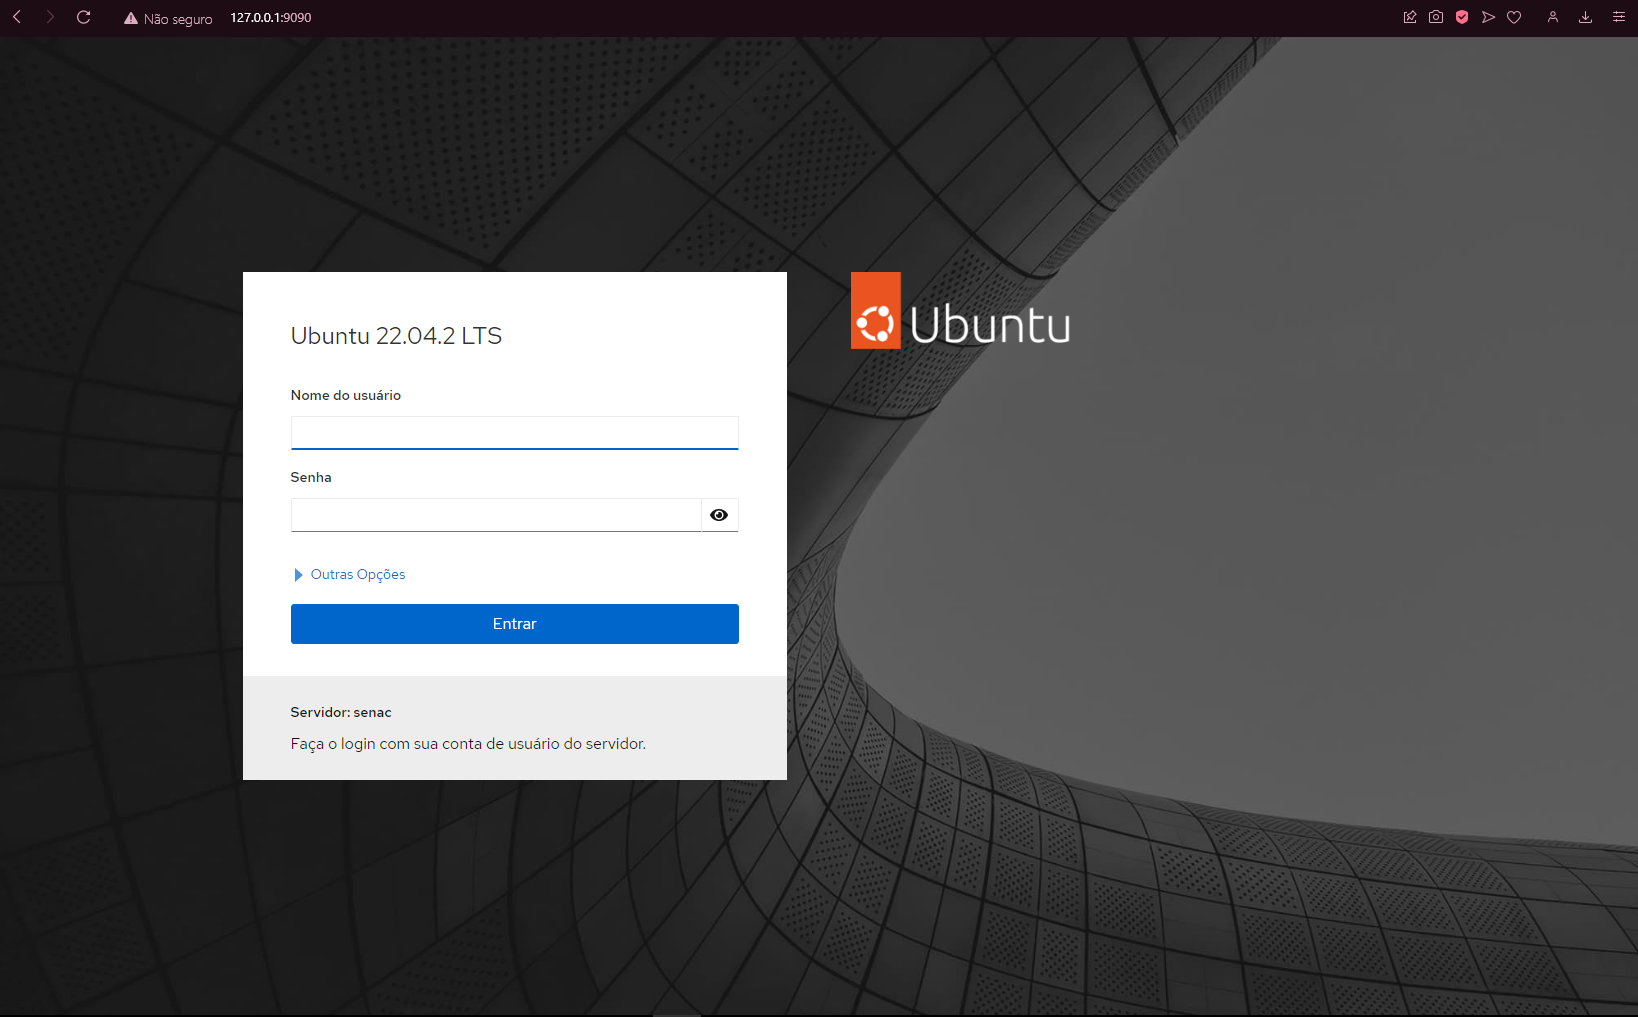 Não seguro 127.0.0.1:9090
Ubuntu
Ubuntu 22.04.2 LTS
Nome do usuário
Senha
Outras Opções
Entrar
Servidor: senac
Faça o login com sua conta de usuário do servidor.